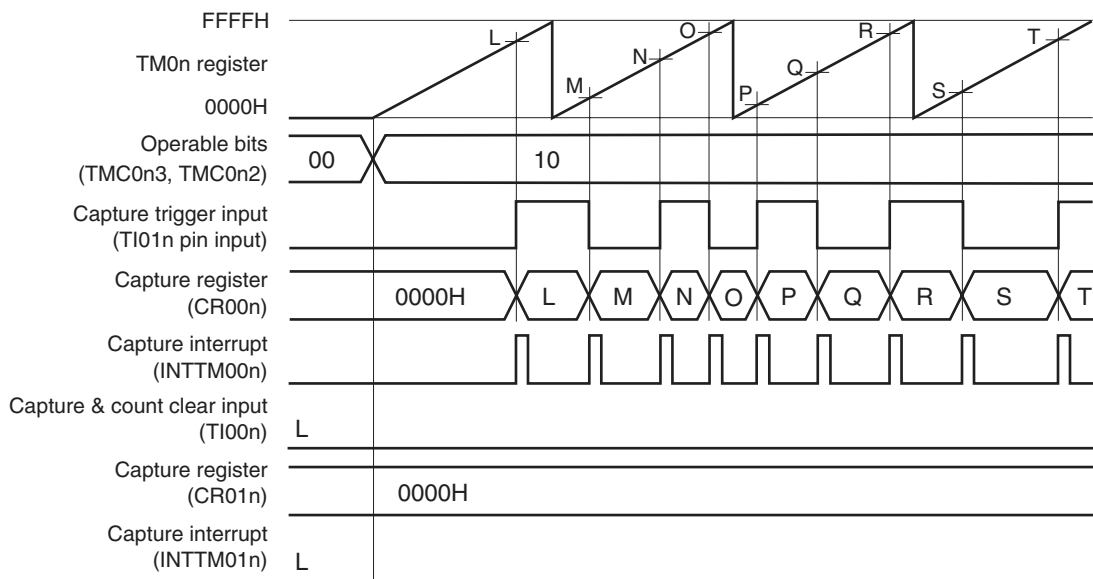 FFFFH
TM0n register
0000H
L
M
N
O
P
Q
R
S
T
Operable bits
(TMC0n3, TMC0n2)
00
10
Capture trigger input
(TI01n pin input)
Capture register
(CR00n)
0000H
L
M
N
O
P
Q
R
S
T
Capture interrupt
(INTTM00n)
Capture & count clear input
(TI00n)
L
Capture register
(CR01n)
0000H
Capture interrupt
(INTTM01n)
L